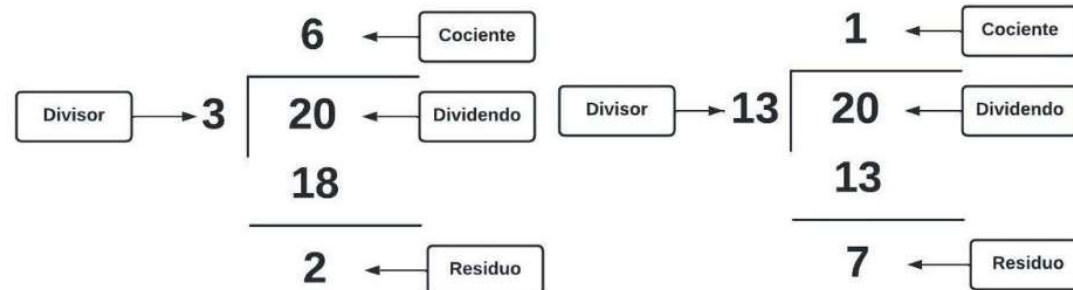 6 Cociente
Divisor 3 20 Dividendo
18
2 Residuo
1 Cociente
Divisor 13 20 Dividendo
13
7 Residuo